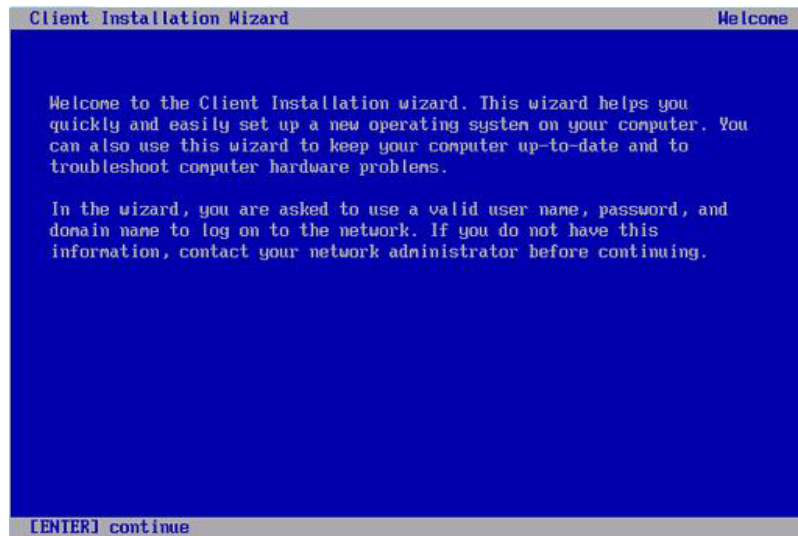 Client Installation Wizard Welcome
Welcome to the Client Installation wizard. This wizard helps you
quickly and easily set up a new operating system on your computer. You
can also use this wizard to keep your computer up-to-date and to
troubleshoot computer hardware problems.
In the wizard, you are asked to use a valid user name, password, and
domain name to log on to the network. If you do not have this
information, contact your network administrator before continuing.
[ENTER] continue